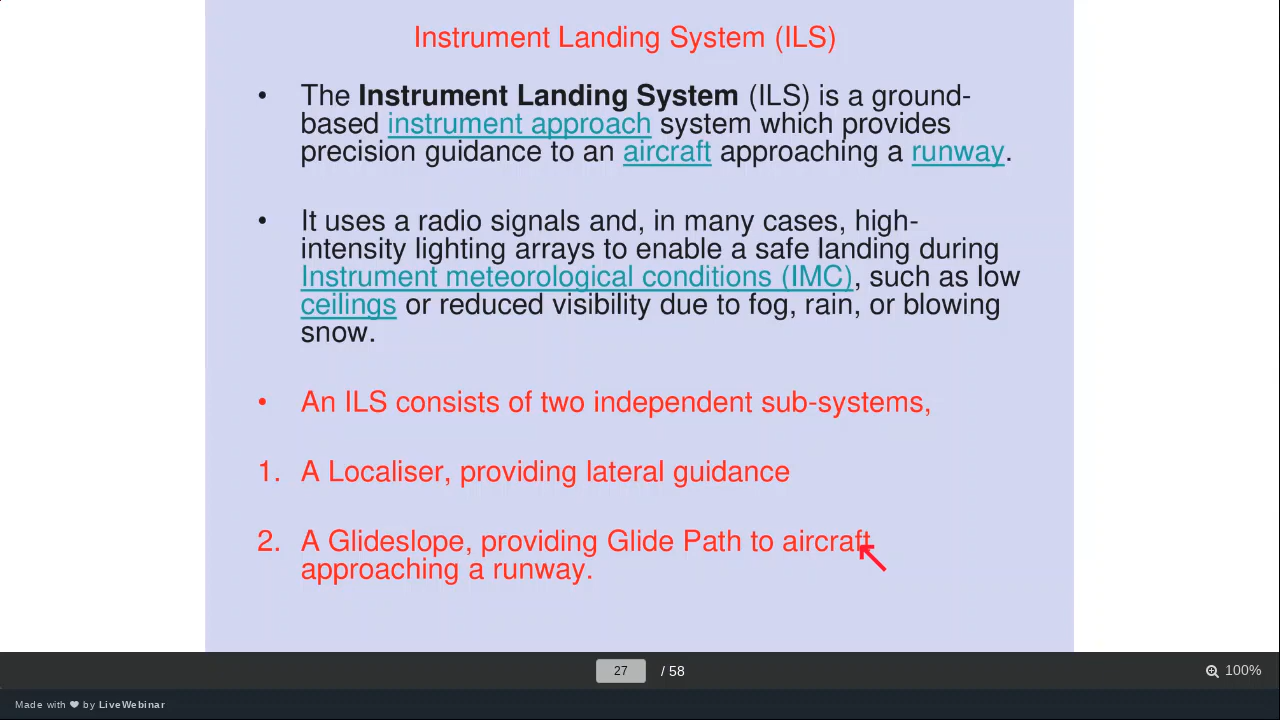 Instrument Landing System (ILS)
• The Instrument Landing System (ILS) is a ground-
based instrument approach system which provides
precision guidance to an aircraft approaching a runway.
• It uses a radio signals and, in many cases, high-
intensity lighting arrays to enable a safe landing during
Instrument meteorological conditions (IMC), such as low
ceilings or reduced visibility due to fog, rain, or blowing
snow.
• An ILS consists of two independent sub-systems,
1. A Localiser, providing lateral guidance
2. A Glideslope, providing Glide Path to aircraft
approaching a runway.
27 / 58
100%
Made with ❤ by LiveWebinar